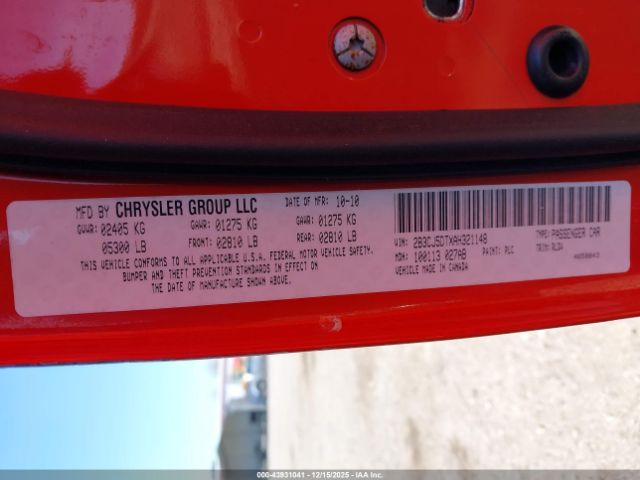 MFD BY CHRYSLER GROUP LLC DATE OF MFR: 10-10
GVWR: 02405 KG GAWR: 01275 KG GAWR: 01275 KG
05300 LB FRONT: 02810 LB REAR: 02810 LB
THIS VEHICLE CONFORMS TO ALL APPLICABLE U.S.A. FEDERAL MOTOR VEHICLE SAFETY,
BUMPER AND THEFT PREVENTION STANDARDS IN EFFECT ON
THE DATE OF MANUFACTURE SHOWN ABOVE.
VIN: 2B3CJ5DTXAH321148 TYPE: PASSENGER CAR
MDH: 100113 027AB PAINT: PLC TRIM:
MADE IN CANADA
000-43931041 | 12/15/2025 - IAAI.COM